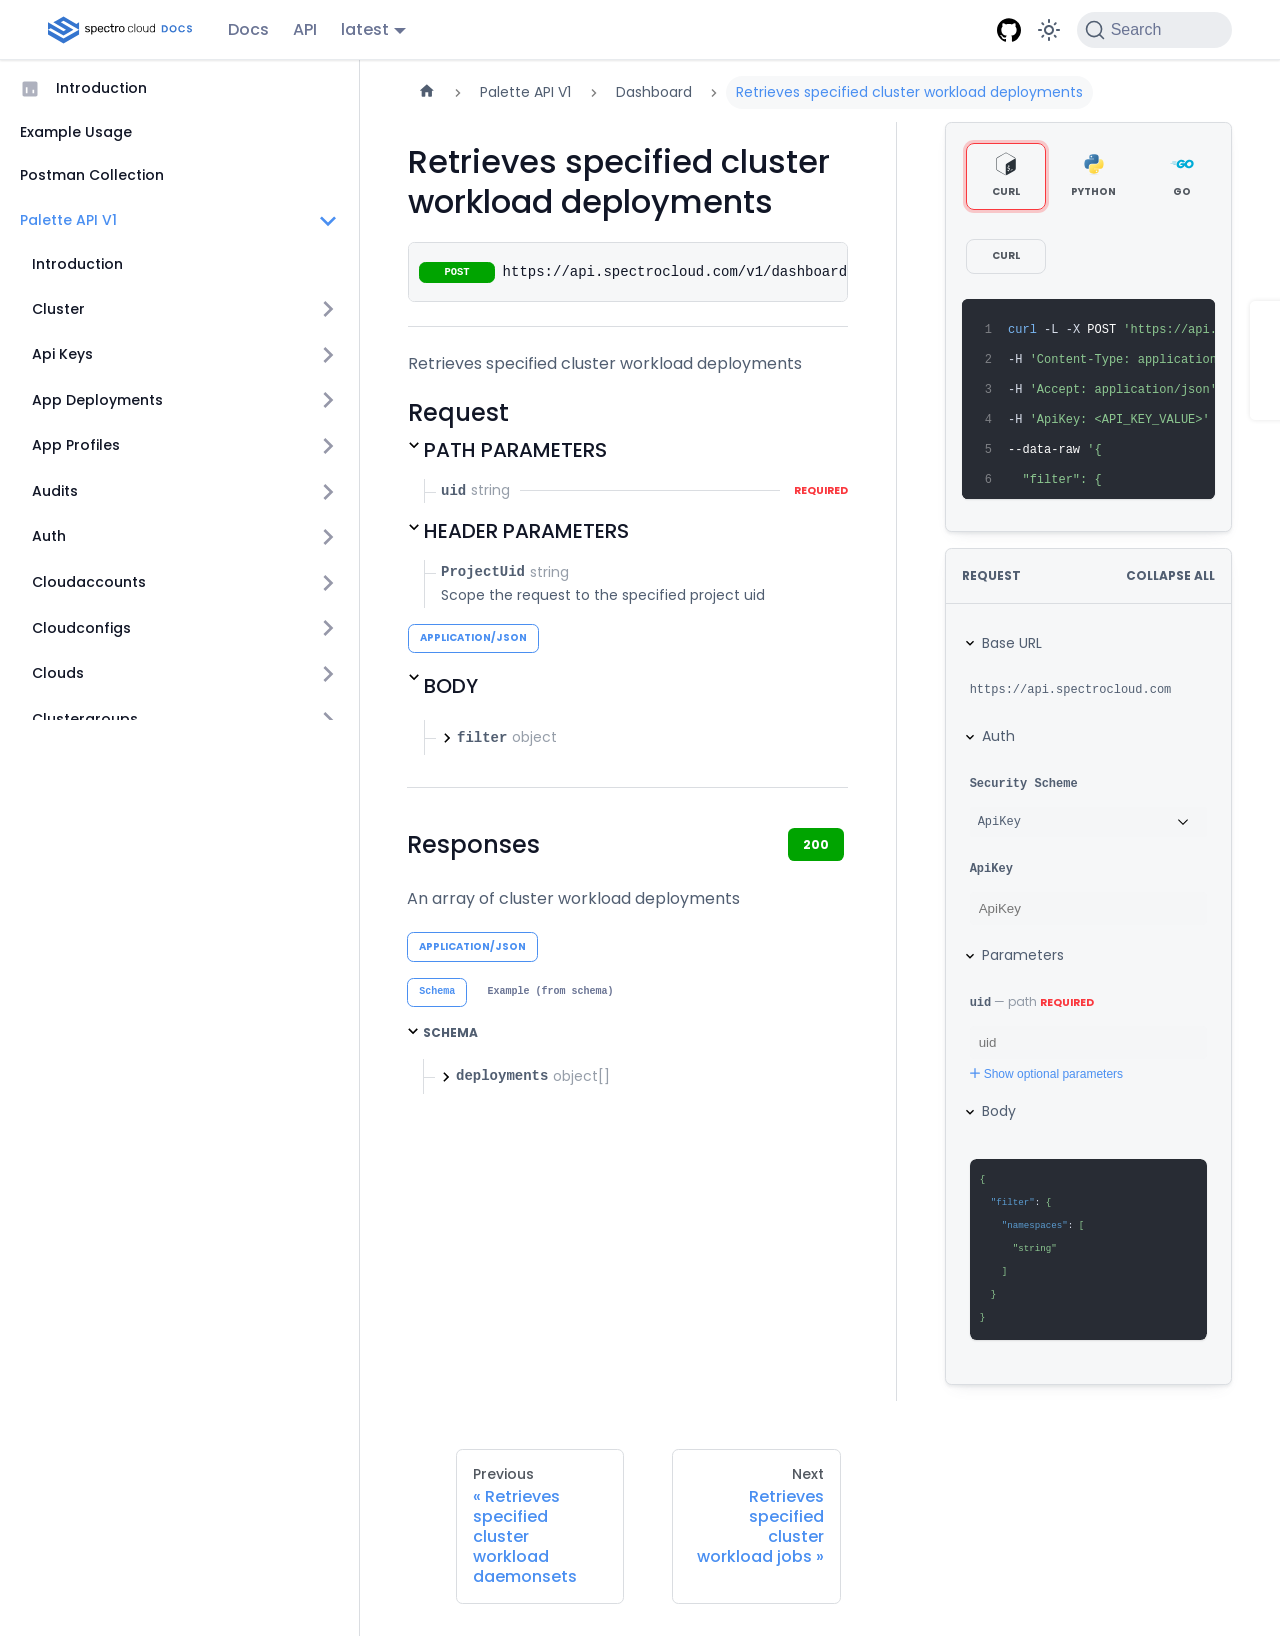 spectro cloud DOCS
Docs
API
latest
Search
Introduction
Example Usage
Postman Collection
Palette API V1
Introduction
Cluster
Api Keys
App Deployments
App Profiles
Audits
Auth
Cloudaccounts
Cloudconfigs
Clouds
Clustergroups
Palette API V1
Dashboard
Retrieves specified cluster workload deployments
Retrieves specified cluster
workload deployments
POST https://api.spectrocloud.com/v1/dashboard
Retrieves specified cluster workload deployments
Request
PATH PARAMETERS
uid string REQUIRED
HEADER PARAMETERS
ProjectUid string
Scope the request to the specified project uid
APPLICATION/JSON
BODY
filter object
Responses
200
An array of cluster workload deployments
APPLICATION/JSON
Schema
Example (from schema)
SCHEMA
deployments object[]
CURL
PYTHON
GO
CURL
1 curl -L -X POST 'https://api.
2 -H 'Content-Type: application
3 -H 'Accept: application/json'
4 -H 'ApiKey: <API_KEY_VALUE>'
5 --data-raw '{
6 "filter": {
REQUEST
COLLAPSE ALL
Base URL
https://api.spectrocloud.com
Auth
Security Scheme
ApiKey
ApiKey
ApiKey
Parameters
uid — path REQUIRED
uid
Show optional parameters
Body
{
"filter": {
"namespaces": [
"string"
]
}
}
Previous
« Retrieves
specified
cluster
workload
daemonsets
Next
Retrieves
specified
cluster
workload jobs »